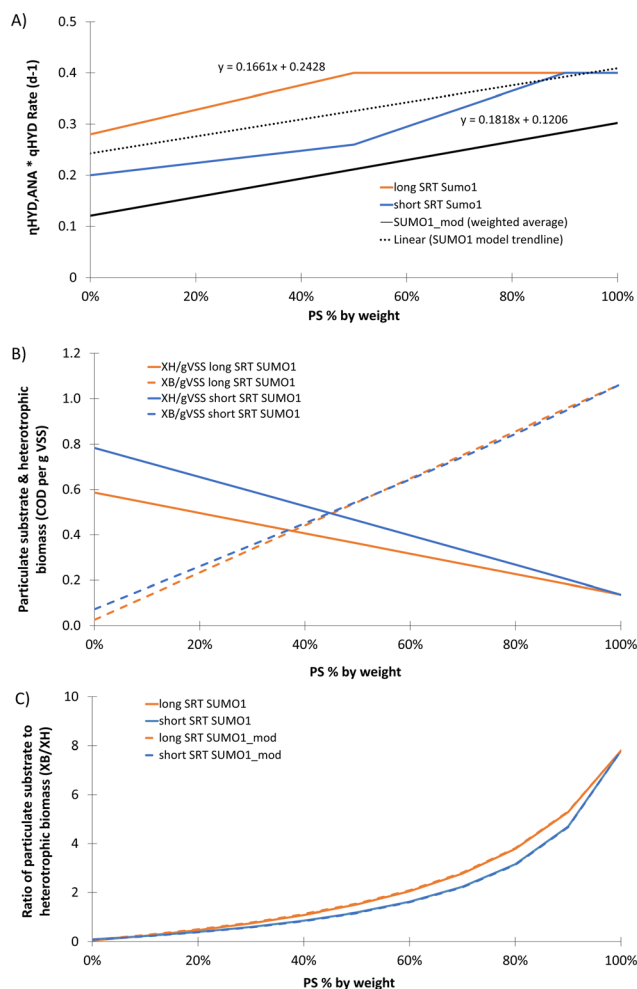 A)
ηHYD,ANA * qHYD Rate (d-1)
0.5
0.4
0.3
0.2
0.1
0
y = 0.1661x + 0.2428
y = 0.1818x + 0.1206
long SRT Sumo1
short SRT Sumo1
SUMO1_mod (weighted average)
Linear (SUMO1 model trendline)
0%
20%
40%
60%
80%
100%
PS % by weight
B)
Particulate substrate & heterotrophic
biomass (COD per g VSS)
1.2
1.0
0.8
0.6
0.4
0.2
0.0
XH/gVSS long SRT SUMO1
XB/gVSS long SRT SUMO1
XH/gVSS short SRT SUMO1
XB/gVSS short SRT SUMO1
0%
20%
40%
60%
80%
100%
PS % by weight
C)
Ratio of particulate substrate to
heterotrophic biomass (XB/XH)
10
8
6
4
2
0
long SRT SUMO1
short SRT SUMO1
long SRT SUMO1_mod
short SRT SUMO1_mod
0%
20%
40%
60%
80%
100%
PS % by weight